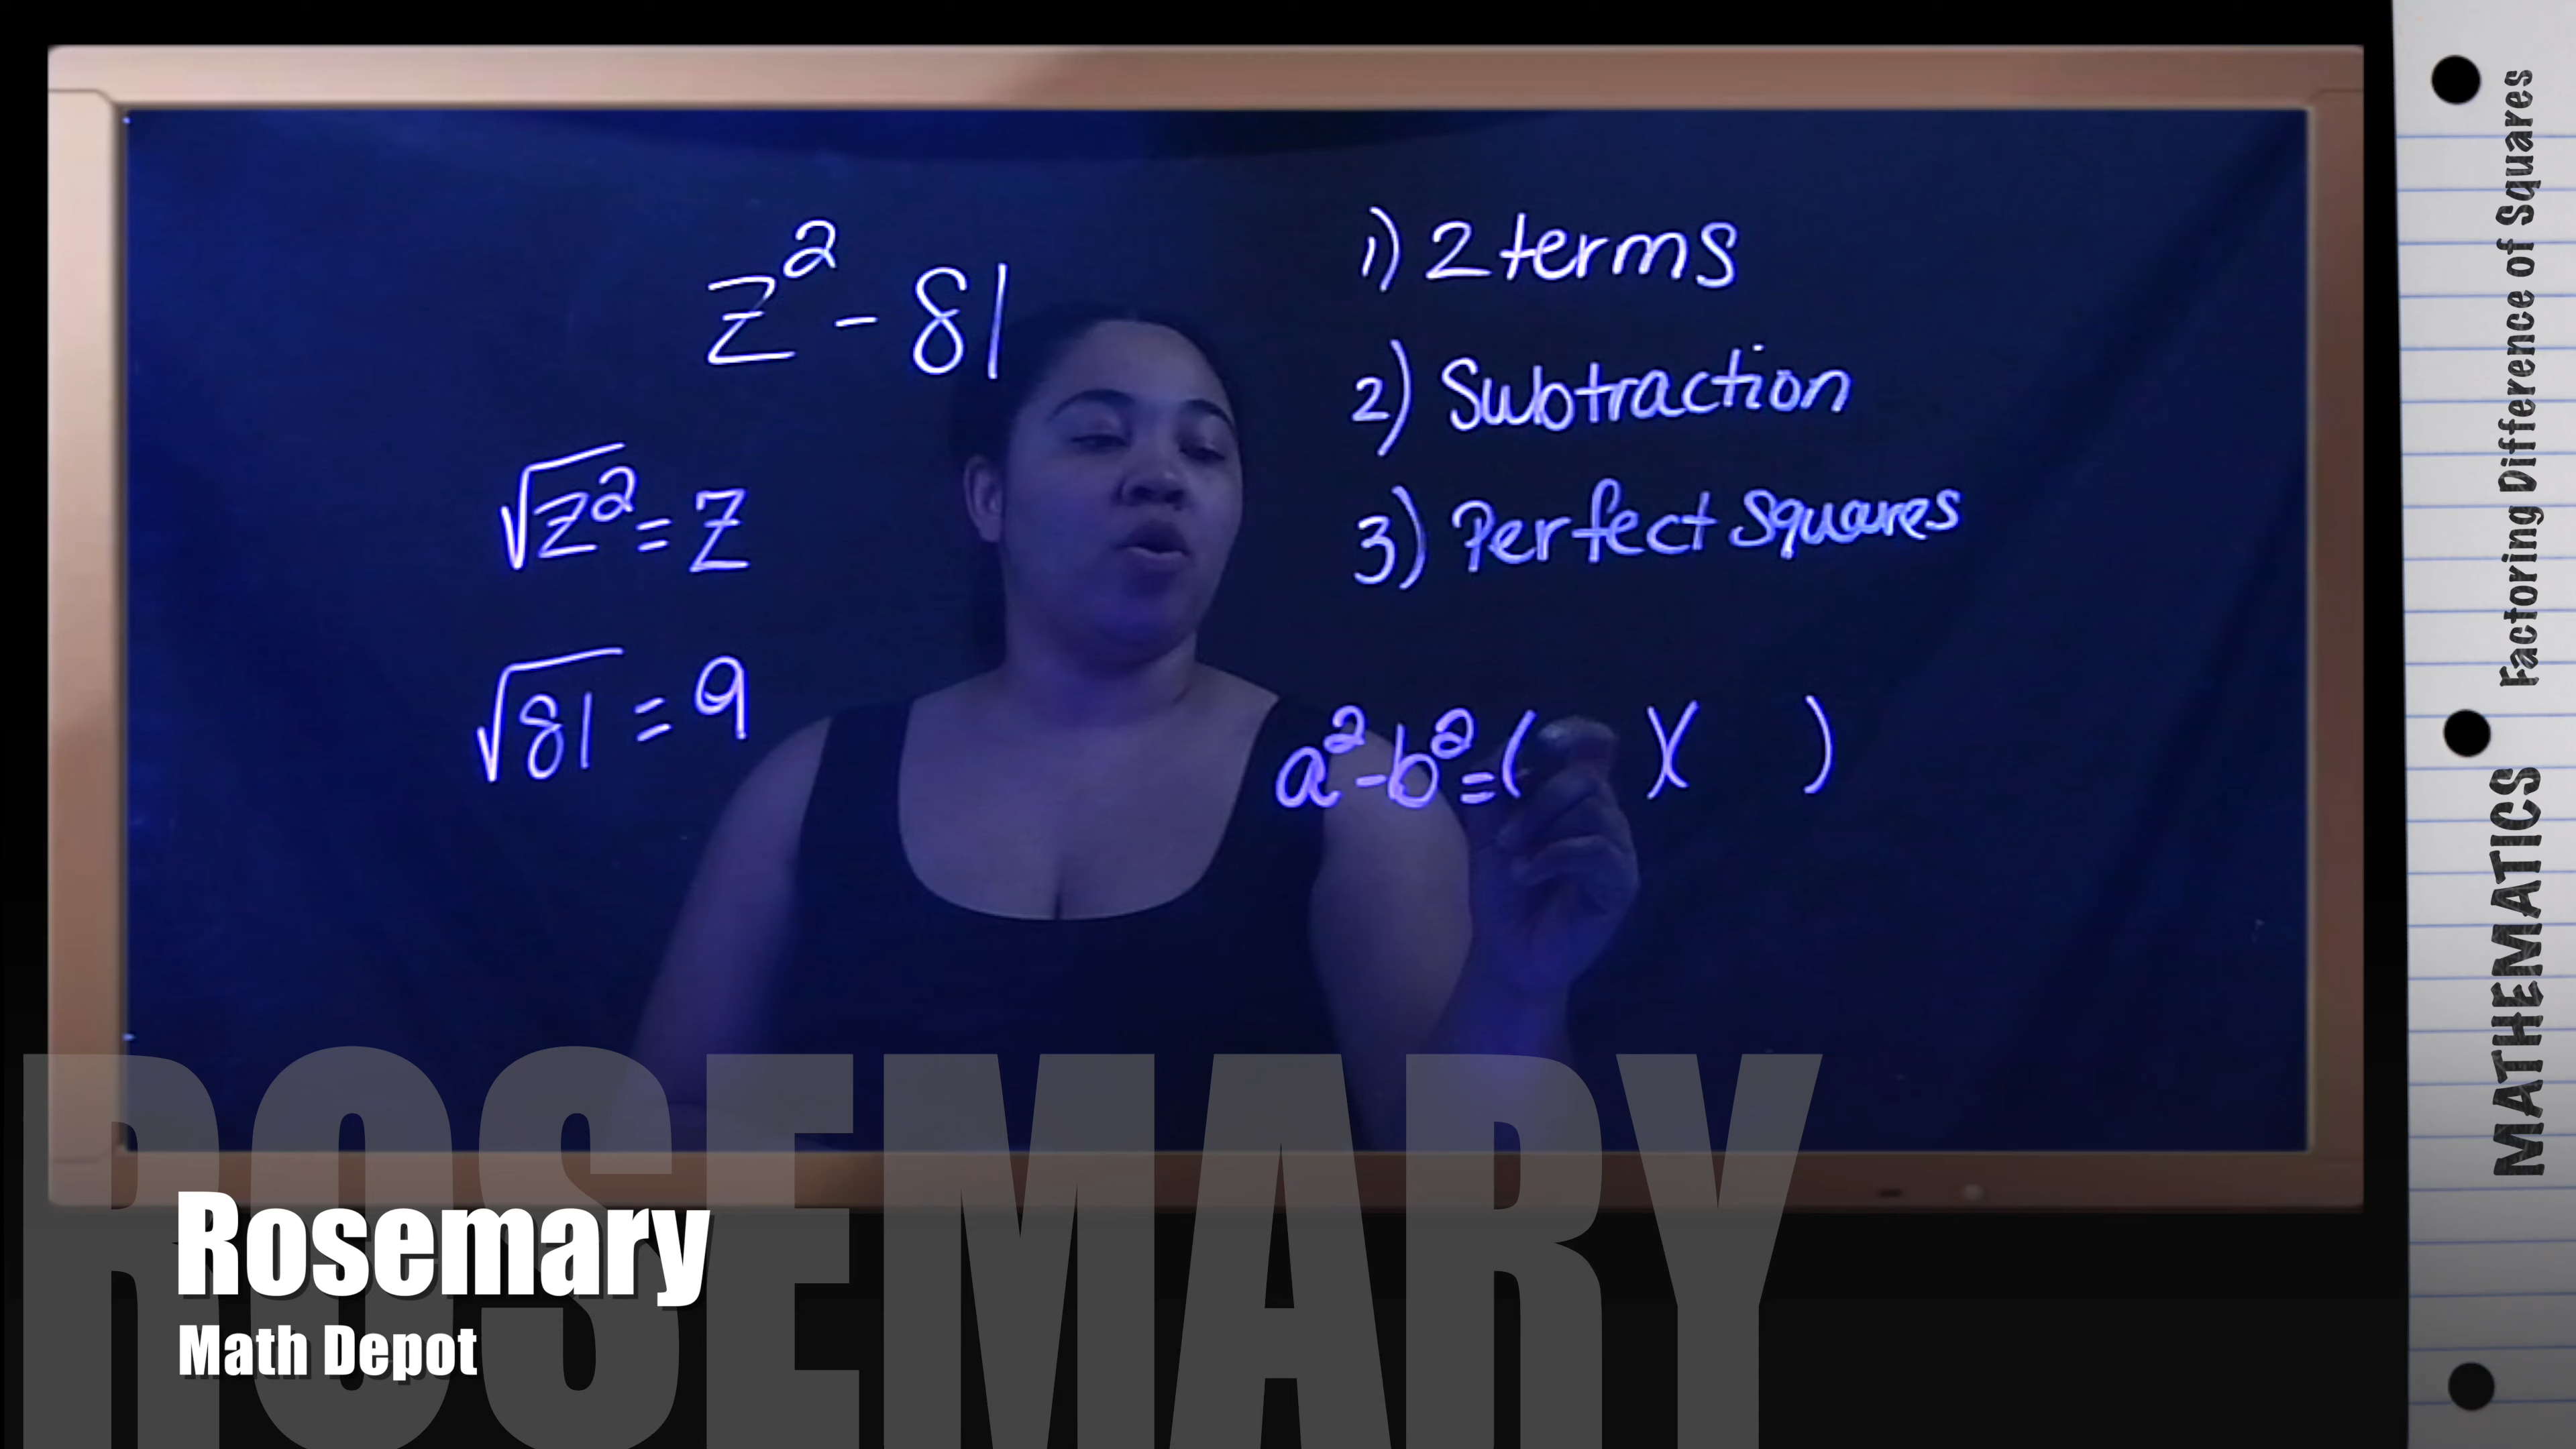 z² - 81
√z² = z
√81 = 9
1) 2 terms
2) Subtraction
3) Perfect Squares
a²-b²=( )( )
ROSEMARY
Rosemary
Math Depot
MATHEMATICS Factoring Difference of Squares